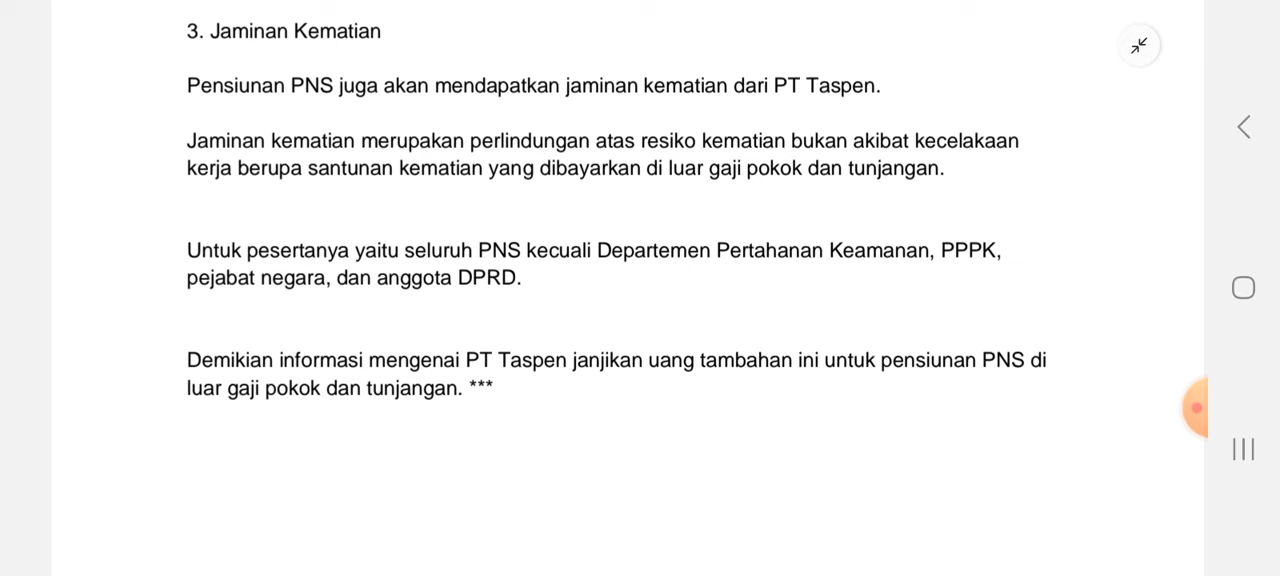 3. Jaminan Kematian
Pensiunan PNS juga akan mendapatkan jaminan kematian dari PT Taspen.
Jaminan kematian merupakan perlindungan atas resiko kematian bukan akibat kecelakaan
kerja berupa santunan kematian yang dibayarkan di luar gaji pokok dan tunjangan.
Untuk pesertanya yaitu seluruh PNS kecuali Departemen Pertahanan Keamanan, PPPK,
pejabat negara, dan anggota DPRD.
Demikian informasi mengenai PT Taspen janjikan uang tambahan ini untuk pensiunan PNS di
luar gaji pokok dan tunjangan. ***